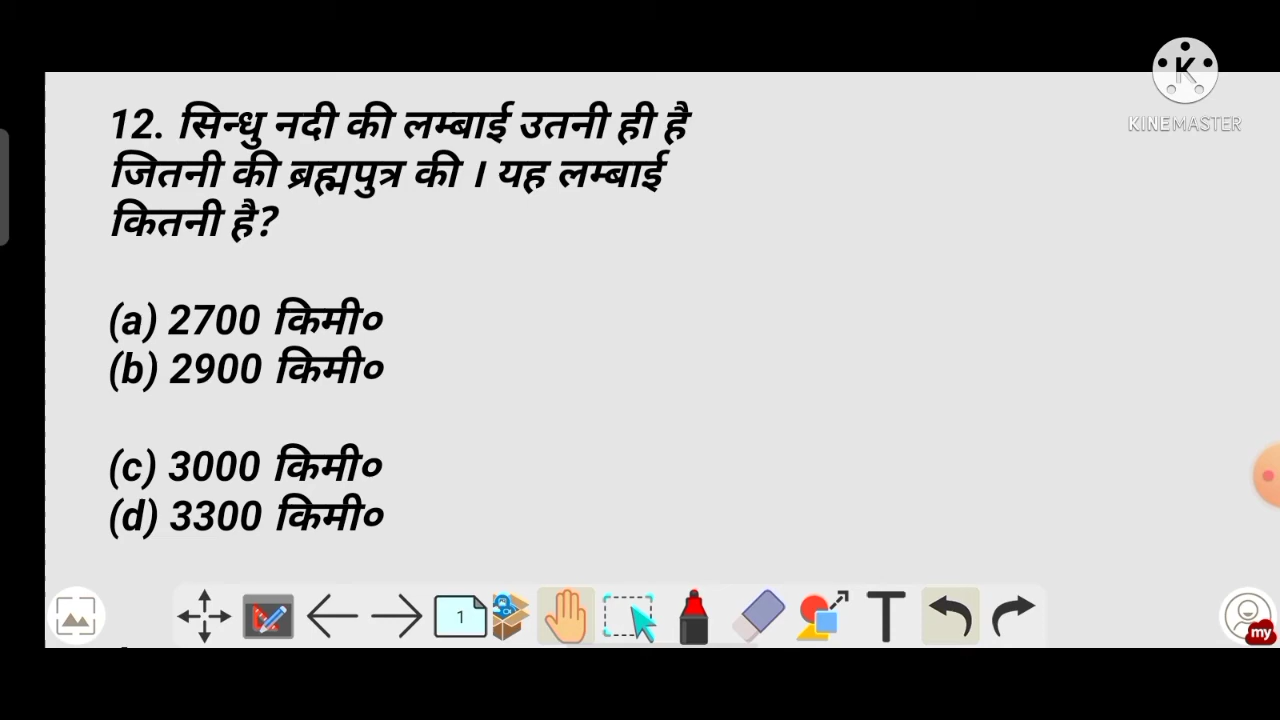 KINEMASTER
12. सिन्धु नदी की लम्बाई उतनी ही है
जितनी की ब्रह्मपुत्र की । यह लम्बाई
कितनी है?
(a) 2700 किमी०
(b) 2900 किमी०
(c) 3000 किमी०
(d) 3300 किमी०
1
T
my